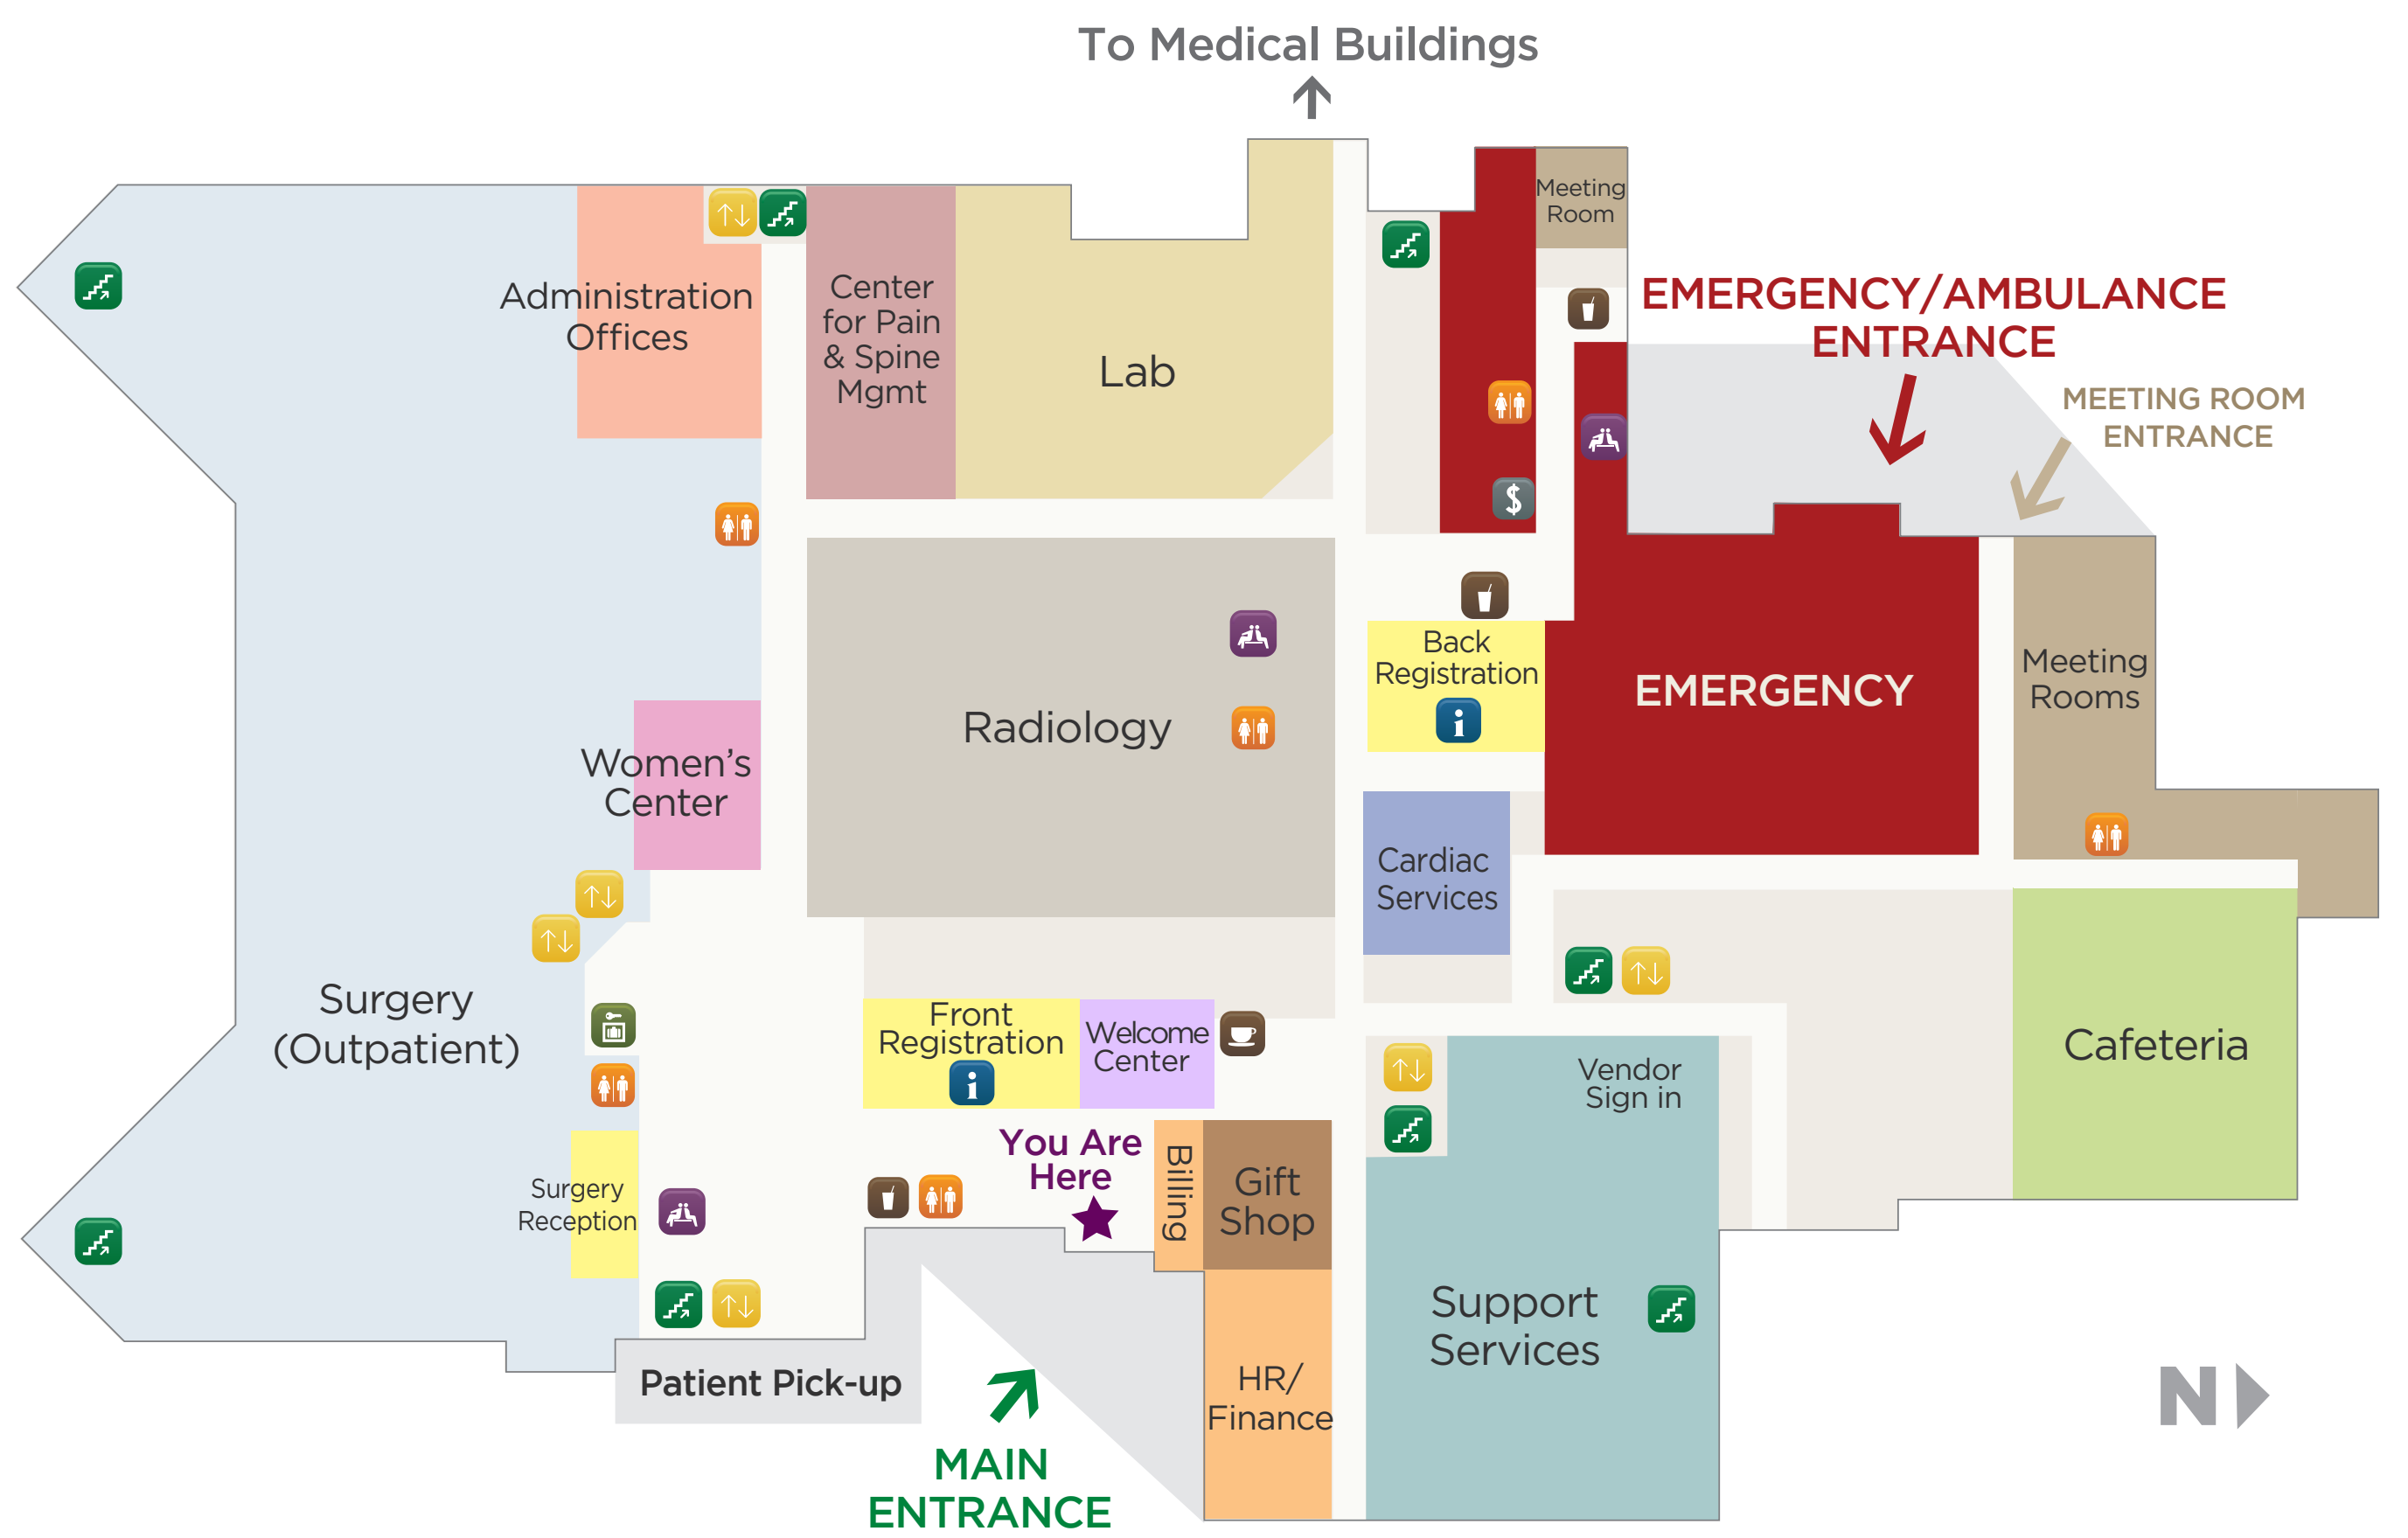 To Medical Buildings
Meeting
Room
EMERGENCY/AMBULANCE
ENTRANCE
MEETING ROOM
ENTRANCE
Administration
Offices
Center
for Pain
& Spine
Mgmt
Lab
$
Back
Registration
i
EMERGENCY
Meeting
Rooms
Radiology
Women’s
Center
Cardiac
Services
Surgery
(Outpatient)
Front
Registration
i
Welcome
Center
Vendor
Sign in
Cafeteria
You Are
Here
Billing
Gift
Shop
Surgery
Reception
Support
Services
Patient Pick-up
HR/
Finance
MAIN
ENTRANCE
N